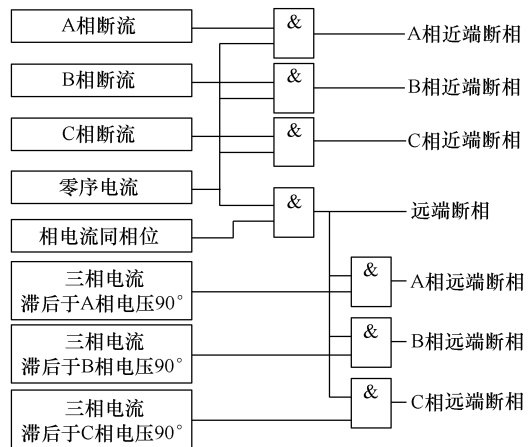 A相断流
&
A相近端断相
B相断流
&
B相近端断相
C相断流
&
C相近端断相
零序电流
&
远端断相
相电流同相位
三相电流
滞后于A相电压90°
&
A相远端断相
三相电流
滞后于B相电压90°
&
B相远端断相
三相电流
滞后于C相电压90°
&
C相远端断相